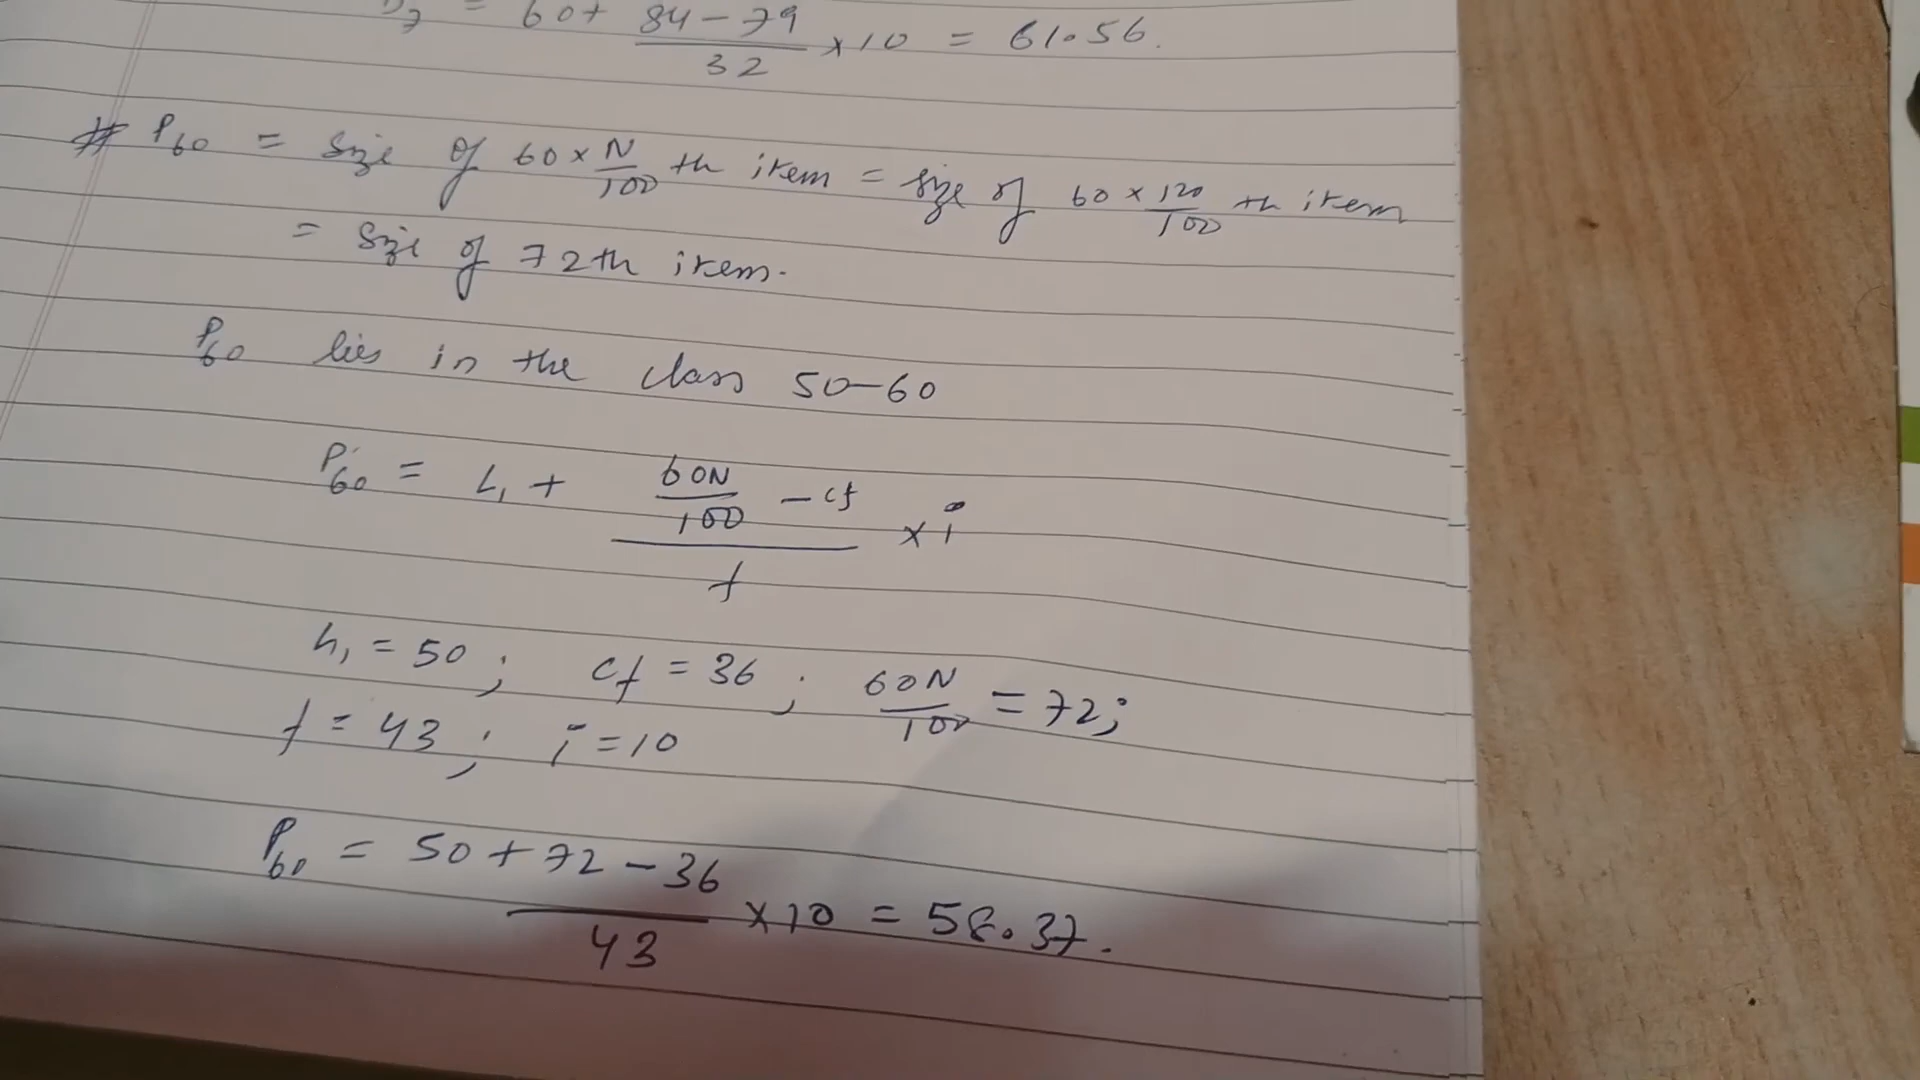 D7 = 60 + 84 - 79 / 32 × 10 = 61.56.
# P60 = Size of 60 × N/100 th item = size of 60 × 120/100 th item
= Size of 72th item.
P60 lies in the class 50-60
P60 = L1 + 60N/100 - cf / f × i
L1 = 50 ; cf = 36 ; 60N/100 = 72 ;
f = 43 ; i = 10
P60 = 50 + 72 - 36 / 43 × 10 = 58.37.